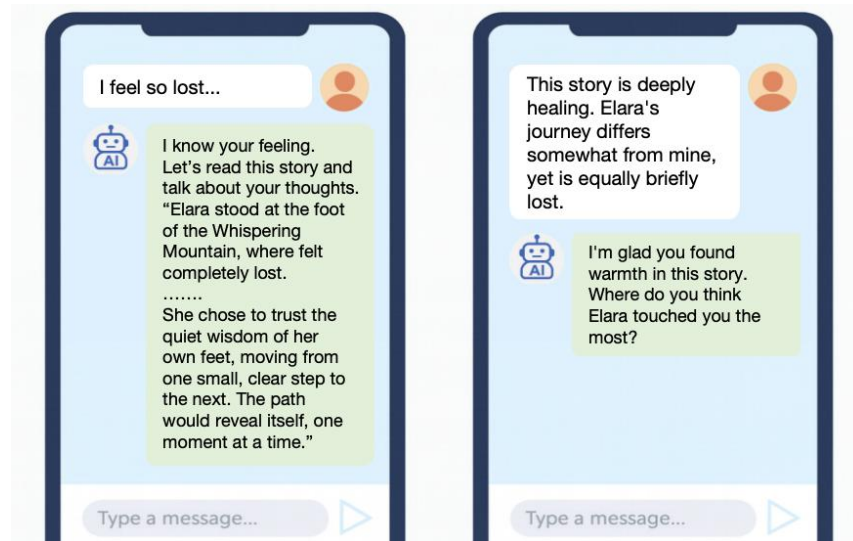 I feel so lost...
AI
I know your feeling.
Let's read this story and
talk about your thoughts.
“Elara stood at the foot
of the Whispering
Mountain, where felt
completely lost.
.......
She chose to trust the
quiet wisdom of her
own feet, moving from
one small, clear step to
the next. The path
would reveal itself, one
moment at a time.”
Type a message...
This story is deeply
healing. Elara's
journey differs
somewhat from mine,
yet is equally briefly
lost.
AI
I'm glad you found
warmth in this story.
Where do you think
Elara touched you the
most?
Type a message...